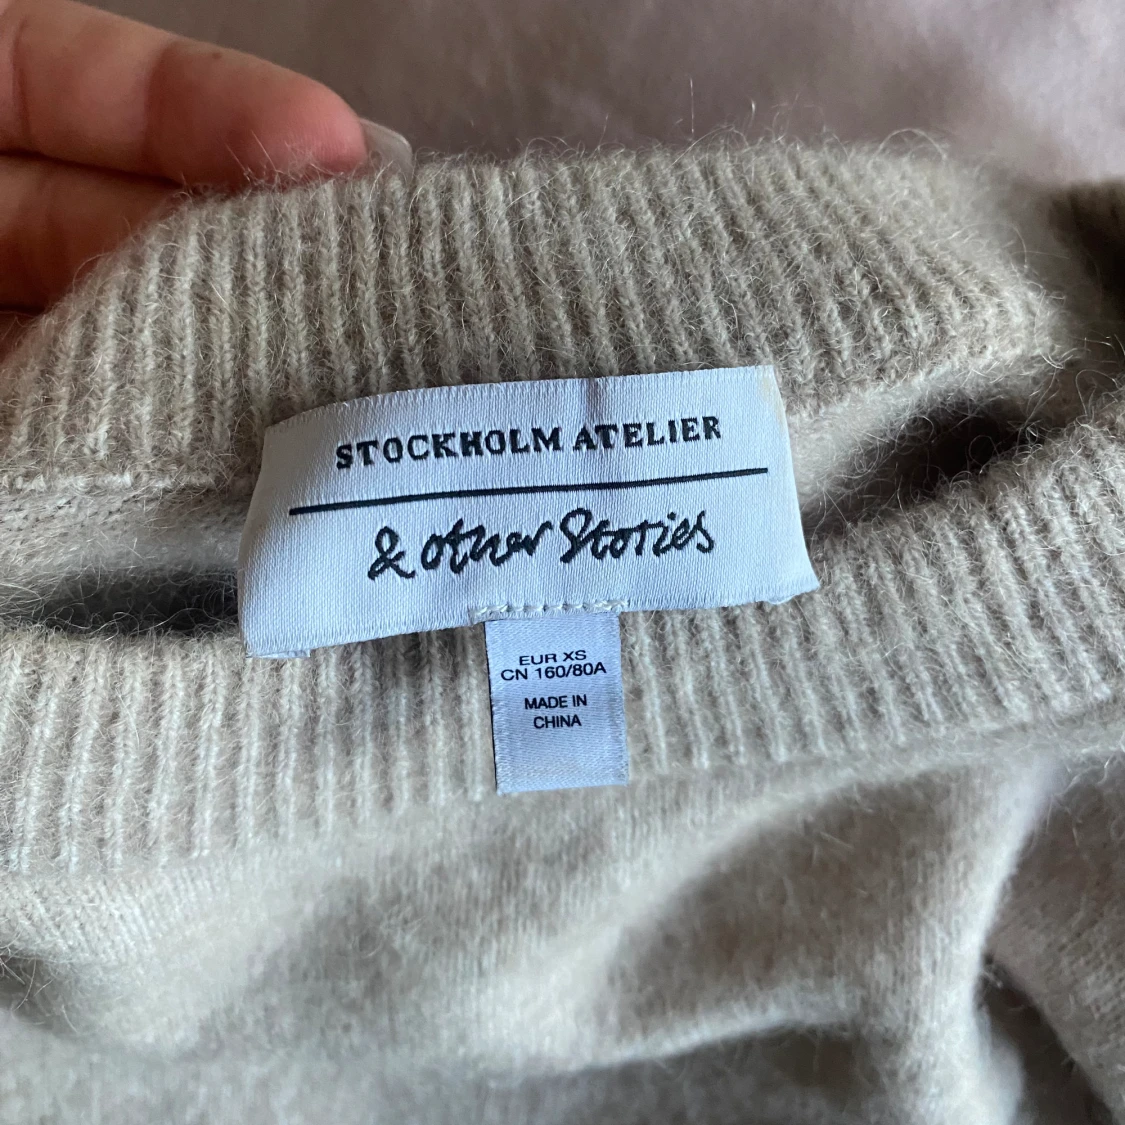 STOCKHOLM ATELIER
& other Stories
EUR XS
CN 160/80A
MADE IN
CHINA